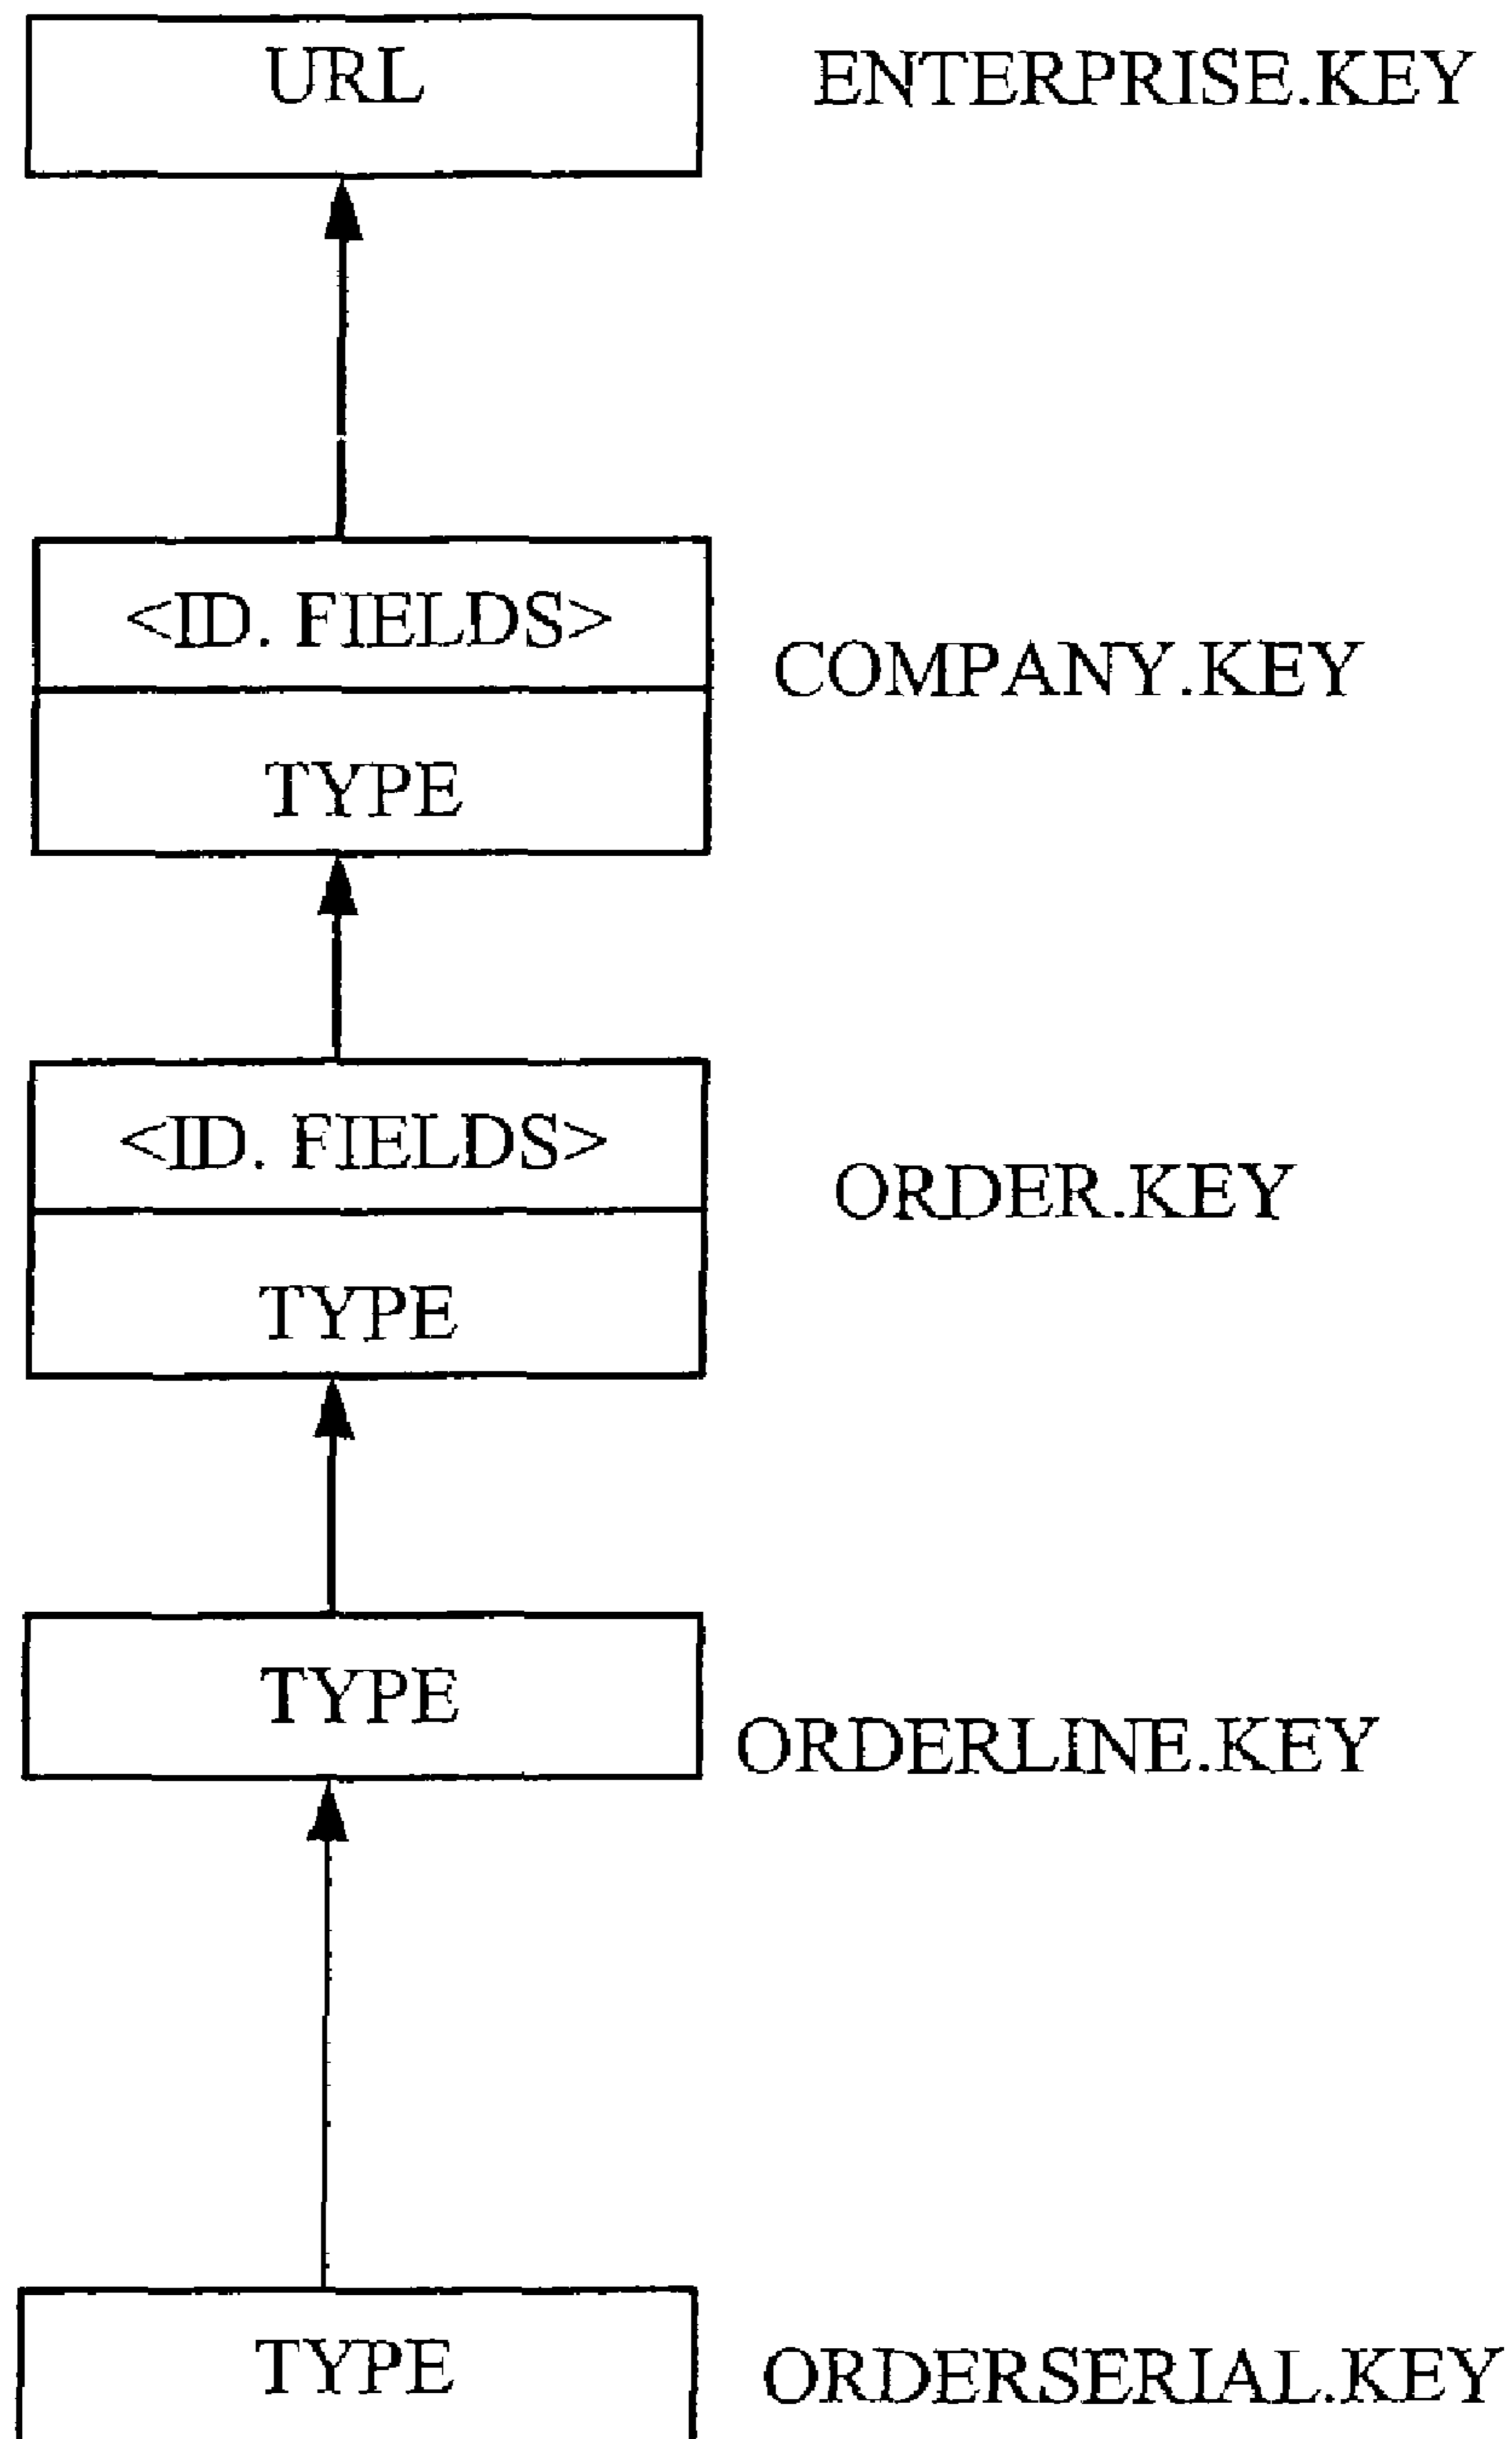 URL
ENTERPRISE.KEY
<ID. FIELDS>
COMPANY.KEY
TYPE
<ID. FIELDS>
ORDER.KEY
TYPE
TYPE
ORDERLINE.KEY
TYPE
ORDERSERIAL.KEY